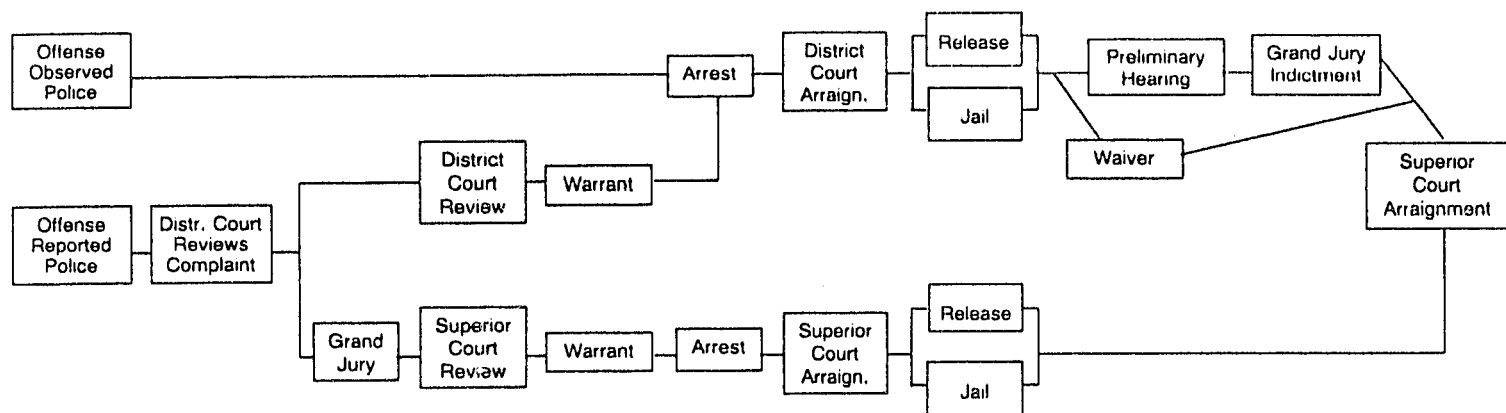 Offense
Observed
Police
Arrest
District
Court
Arraign.
Release
Jail
Preliminary
Hearing
Grand Jury
Indictment
Waiver
Superior
Court
Arraignment
District
Court
Review
Warrant
Offense
Reported
Police
Distr. Court
Reviews
Complaint
Grand
Jury
Superior
Court
Review
Warrant
Arrest
Superior
Court
Arraign.
Release
Jail